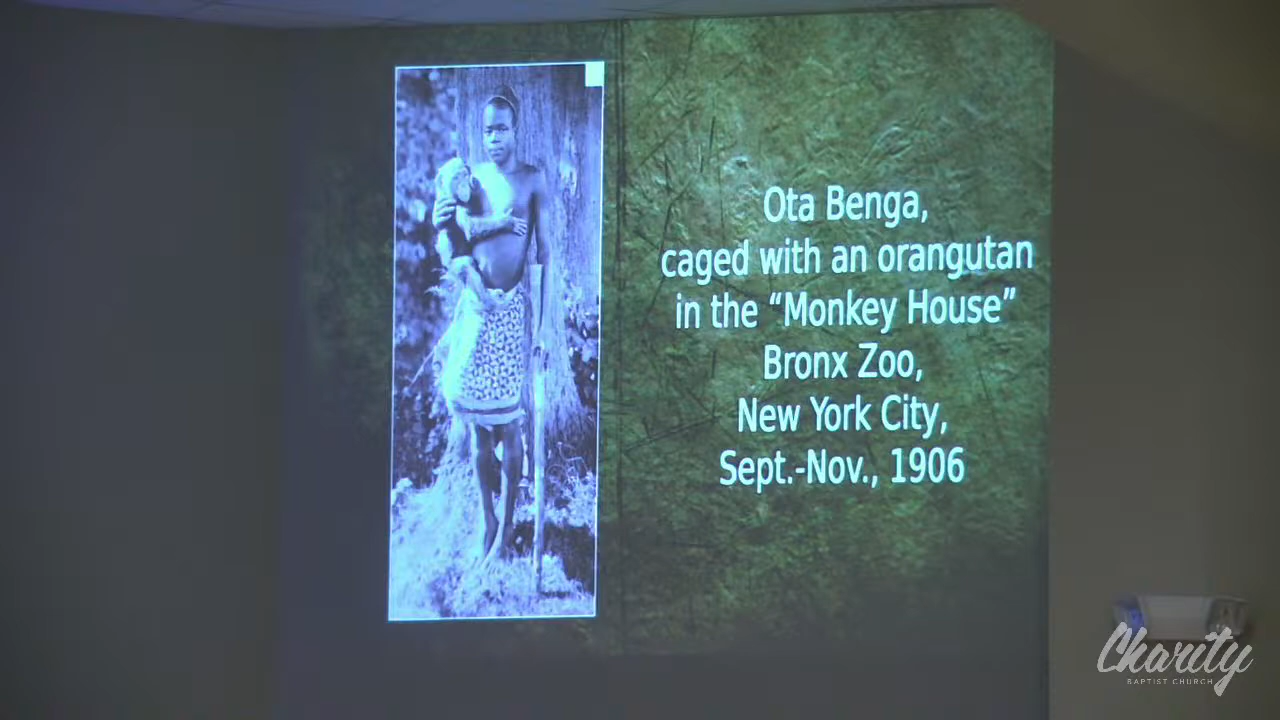 Ota Benga,
caged with an orangutan
in the “Monkey House”
Bronx Zoo,
New York City,
Sept.-Nov., 1906
Charity
BAPTIST CHURCH